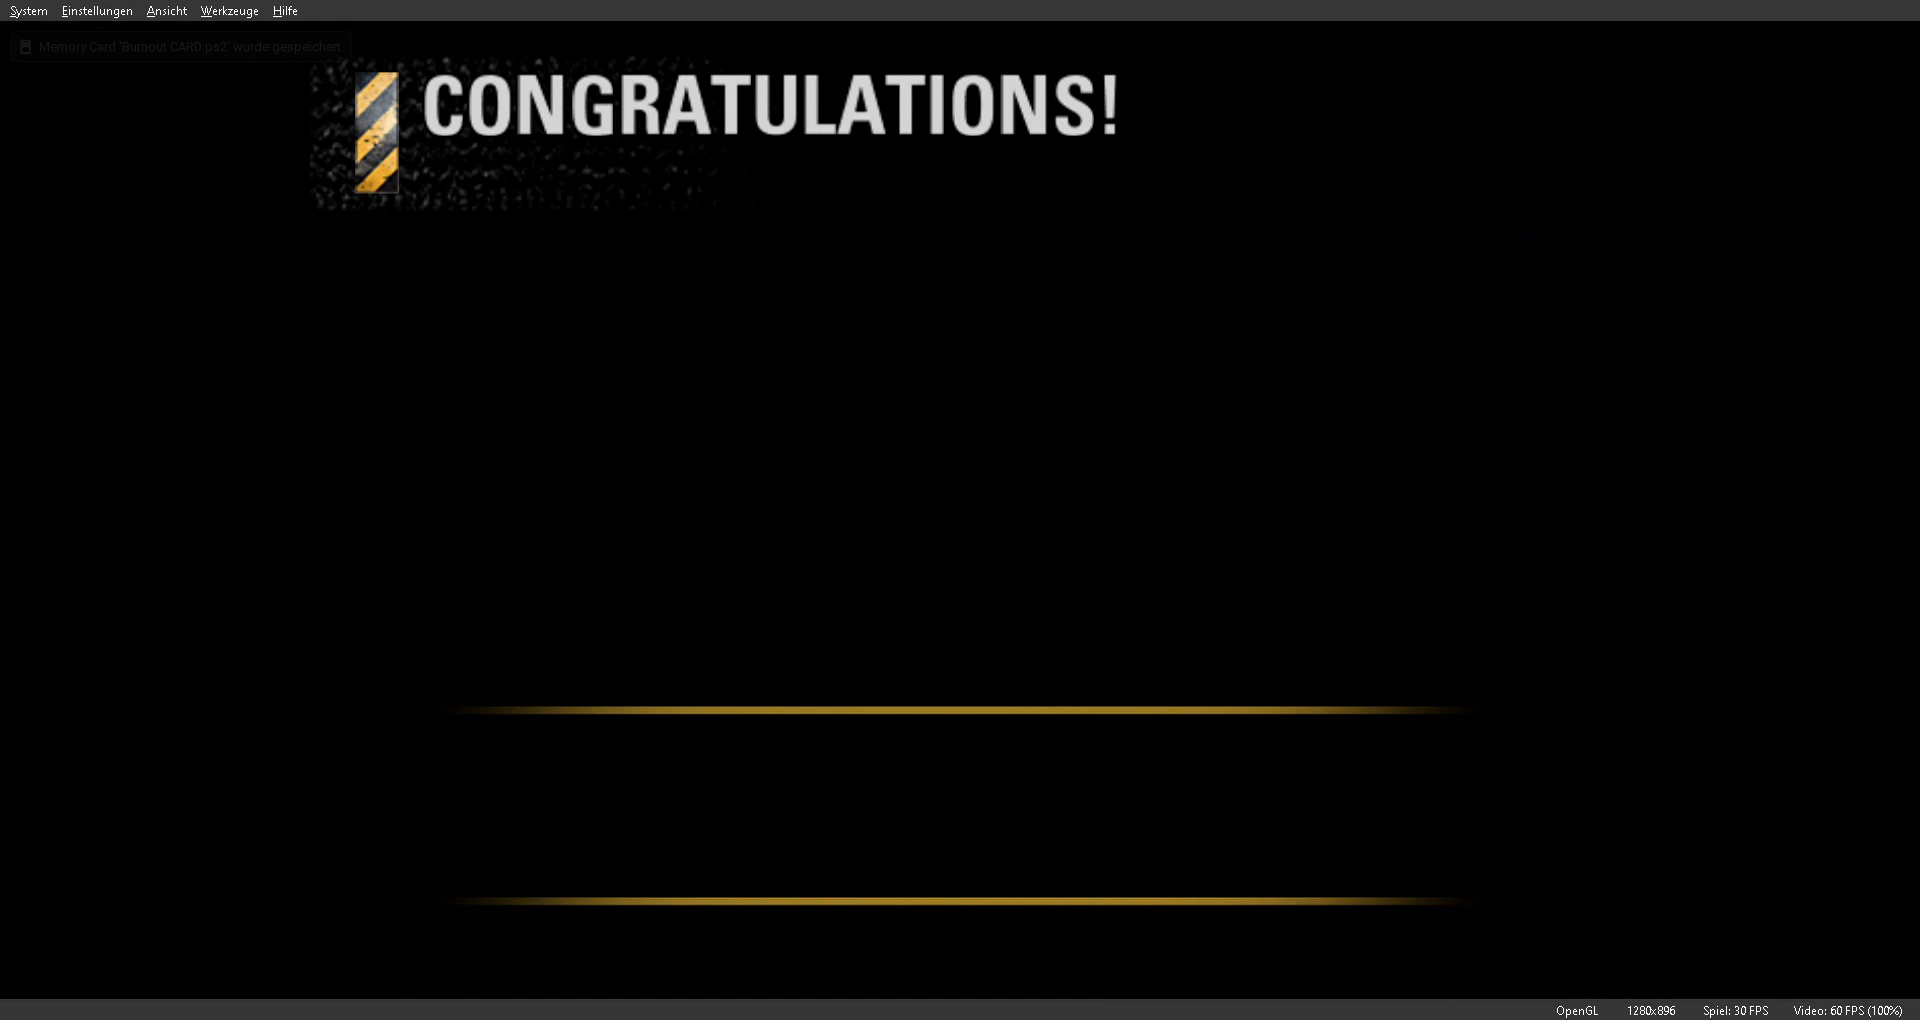 System Einstellungen Ansicht Werkzeuge Hilfe
Memory Card 'Burnout CARD.ps2' wurde gespeichert.
CONGRATULATIONS!
OpenGL 1280x896 Spiel: 30 FPS Video: 60 FPS (100%)